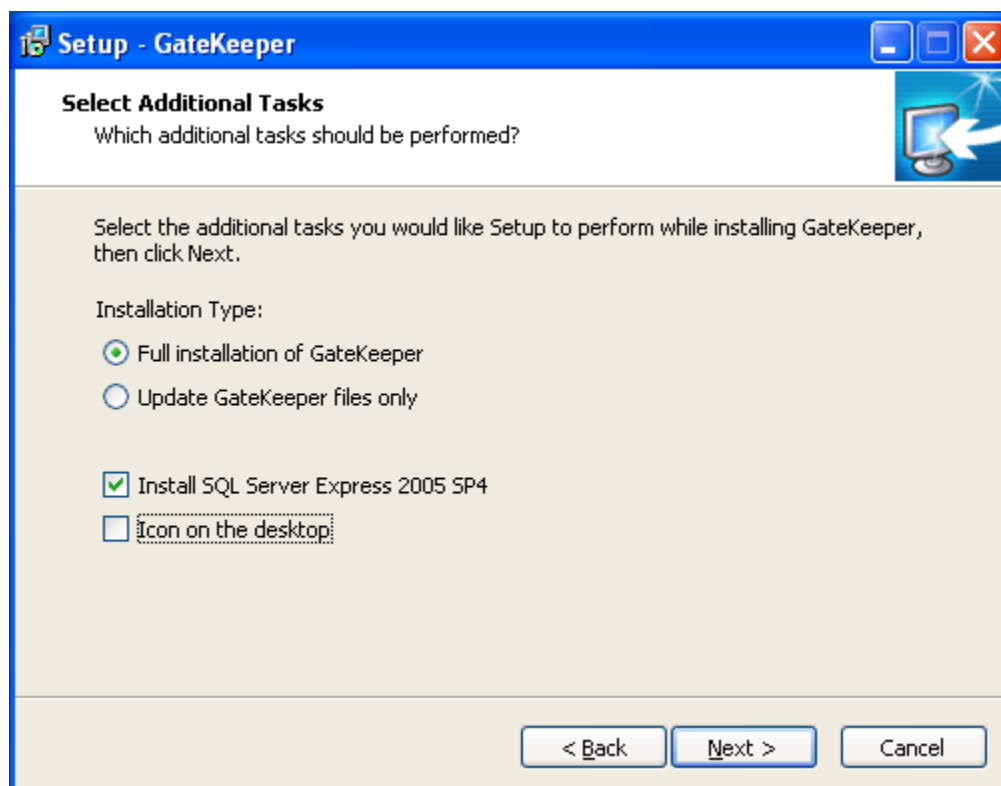 Setup - GateKeeper
Select Additional Tasks
Which additional tasks should be performed?
Select the additional tasks you would like Setup to perform while installing GateKeeper,
then click Next.
Installation Type:
Full installation of GateKeeper
Update GateKeeper files only
Install SQL Server Express 2005 SP4
Icon on the desktop
< Back
Next >
Cancel